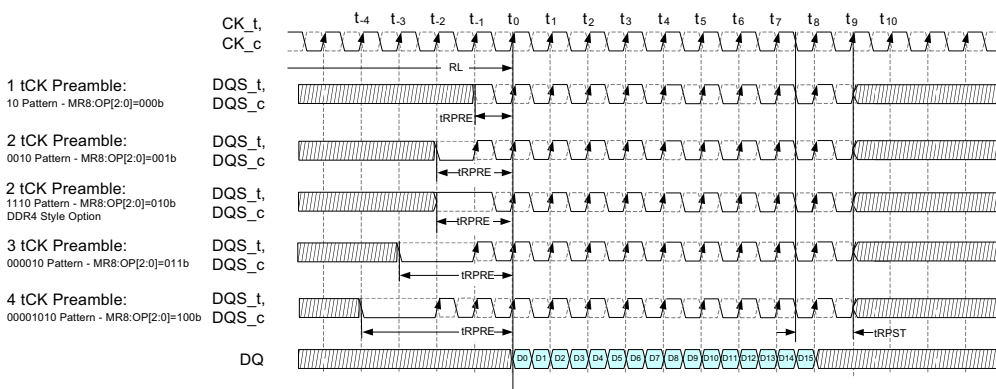 CK_t,
CK_c
t-4 t-3 t-2 t-1 t0 t1 t2 t3 t4 t5 t6 t7 t8 t9 t10
RL
1 tCK Preamble:
10 Pattern - MR8:OP[2:0]=000b
DQS_t,
DQS_c
tRPRE
2 tCK Preamble:
0010 Pattern - MR8:OP[2:0]=001b
DQS_t,
DQS_c
tRPRE
2 tCK Preamble:
1110 Pattern - MR8:OP[2:0]=010b
DDR4 Style Option
DQS_t,
DQS_c
tRPRE
3 tCK Preamble:
000010 Pattern - MR8:OP[2:0]=011b
DQS_t,
DQS_c
tRPRE
4 tCK Preamble:
00001010 Pattern - MR8:OP[2:0]=100b
DQS_t,
DQS_c
tRPRE
tRPST
DQ
D0 D1 D2 D3 D4 D5 D6 D7 D8 D9 D10 D11 D12 D13 D14 D15